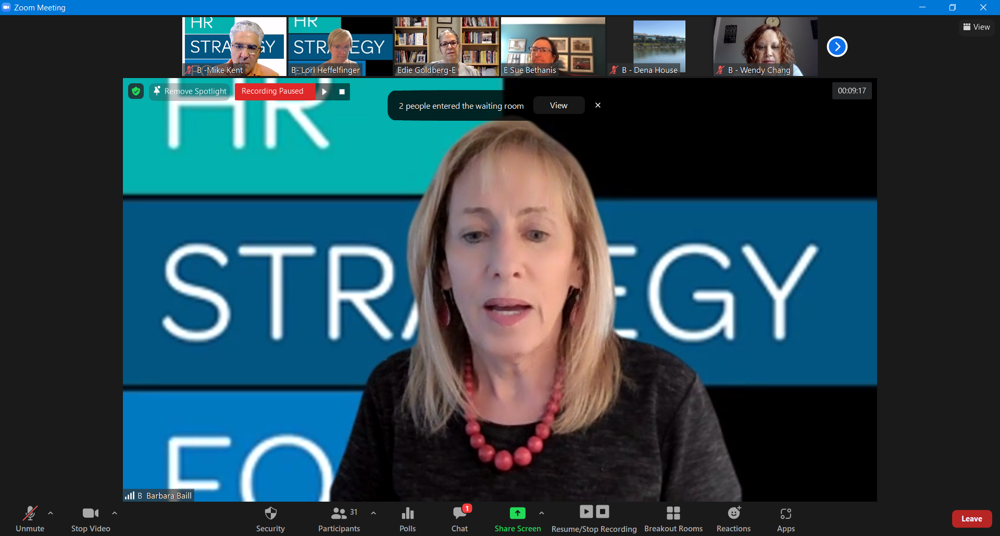 Zoom Meeting
View
HR
STRA GY
B -Mike Kent
HR
STRA EGY
B- Lori Heffelfinger
Edie Goldberg-E
E Sue Bethanis
B - Dena House
B - Wendy Chang
Remove Spotlight
Recording Paused
2 people entered the waiting room
View
00:09:17
HR
STRA EGY
FO
B Barbara Baill
Unmute
Stop Video
Security
31
Participants
Polls
1
Chat
Share Screen
Resume/Stop Recording
Breakout Rooms
Reactions
Apps
Leave